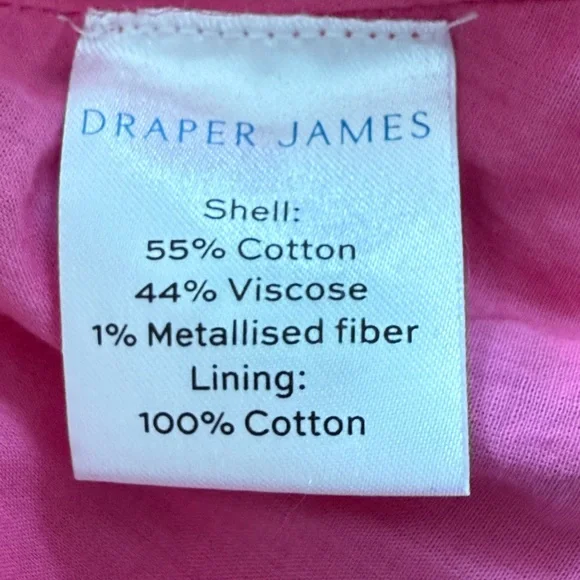 DRAPER JAMES
Shell:
55% Cotton
44% Viscose
1% Metallised fiber
Lining:
100% Cotton